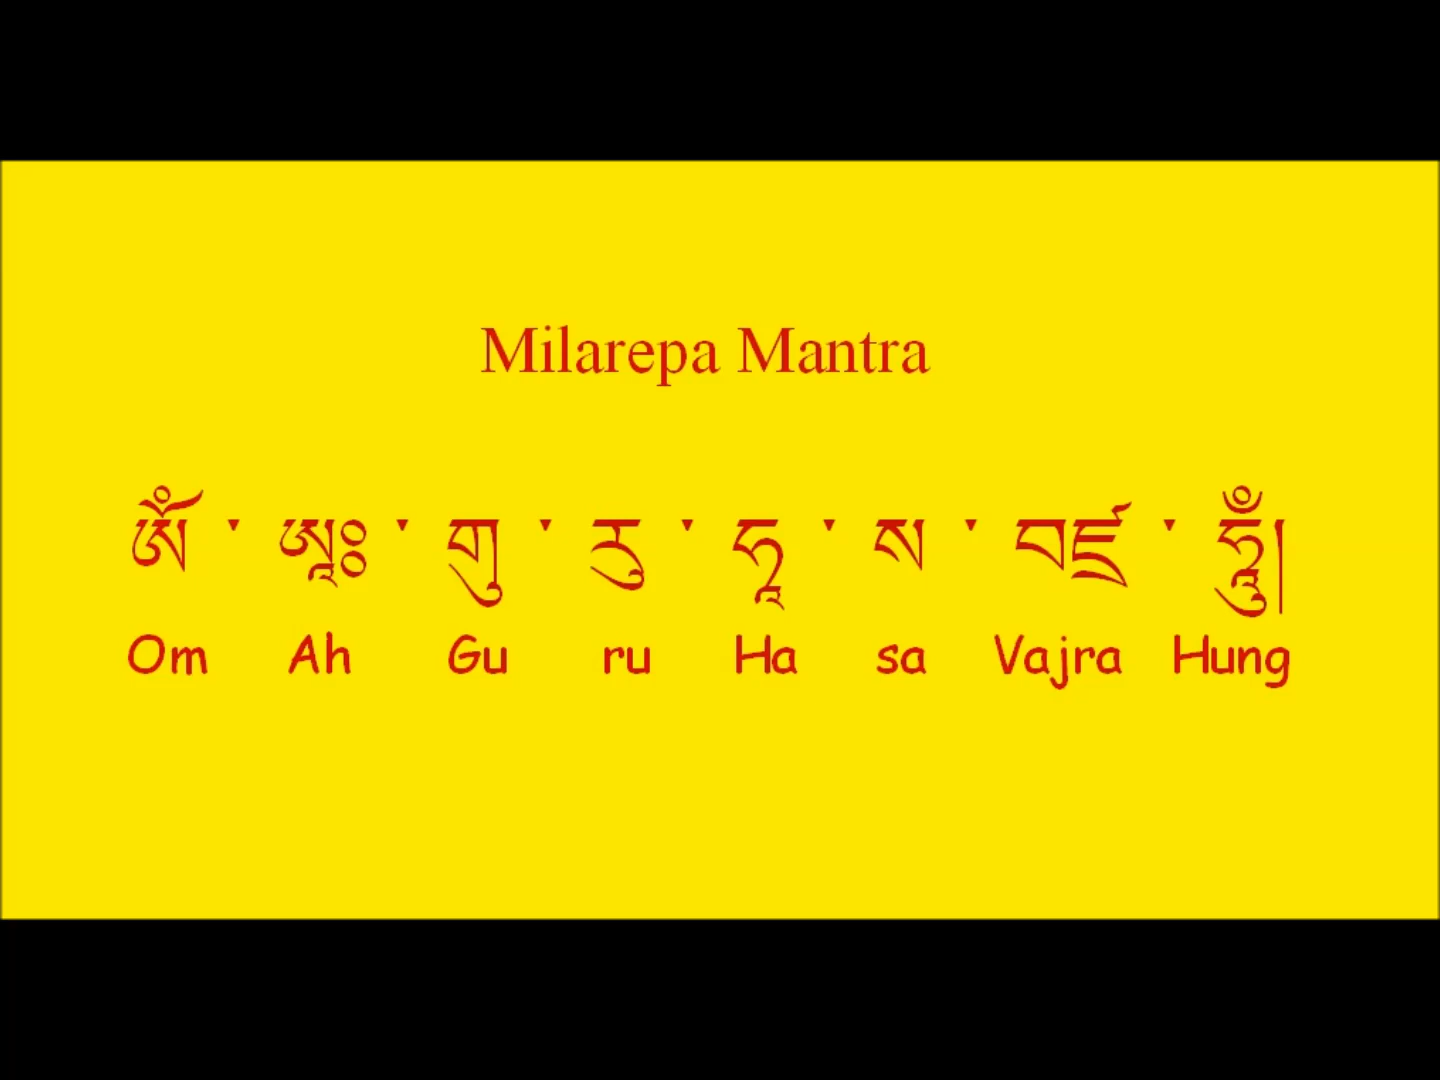 Milarepa Mantra
ཨོཾ ་ ཨཱཿ ་ གུ ་ རུ ་ ཧཱ ་ ས ་ བཛྲ ་ ཧཱུྃ།
Om Ah Gu ru Ha sa Vajra Hung